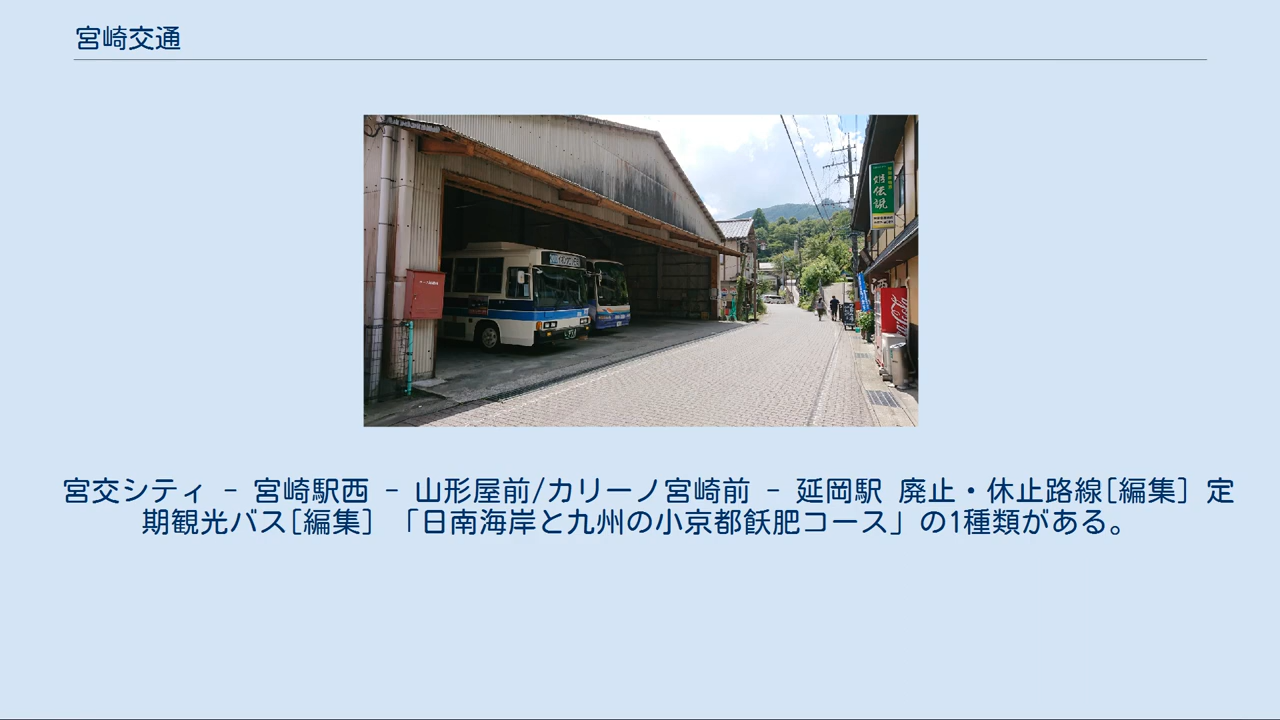 宮崎交通
宮交シティ - 宮崎駅西 - 山形屋前/カリーノ宮崎前 - 延岡駅 廃止・休止路線[編集] 定
期観光バス[編集] 「日南海岸と九州の小京都飫肥コース」の1種類がある。